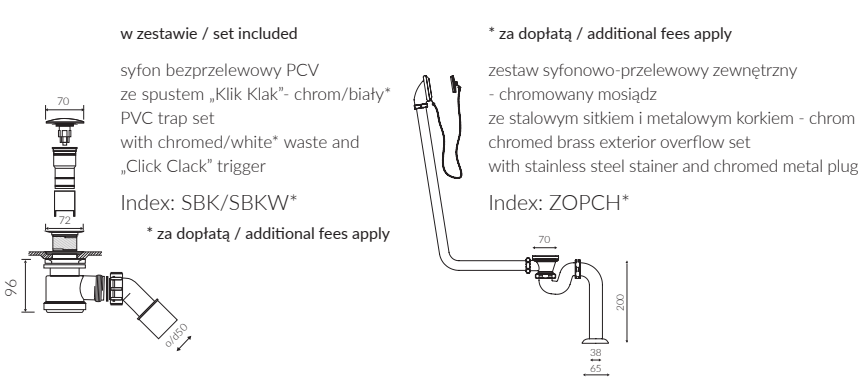 w zestawie / set included
syfon bezprzelewowy PCV
ze spustem „Klik Klak”- chrom/biały*
PVC trap set
with chromed/white* waste and
„Click Clack” trigger
Index: SBK/SBKW*
* za dopłatą / additional fees apply
70
72
96
o/d50
* za dopłatą / additional fees apply
zestaw syfonowo-przelewowy zewnętrzny
- chromowany mosiądz
ze stalowym sitkiem i metalowym korkiem - chrom
chromed brass exterior overflow set
with stainless steel stainer and chromed metal plug
Index: ZOPCH*
70
200
38
65